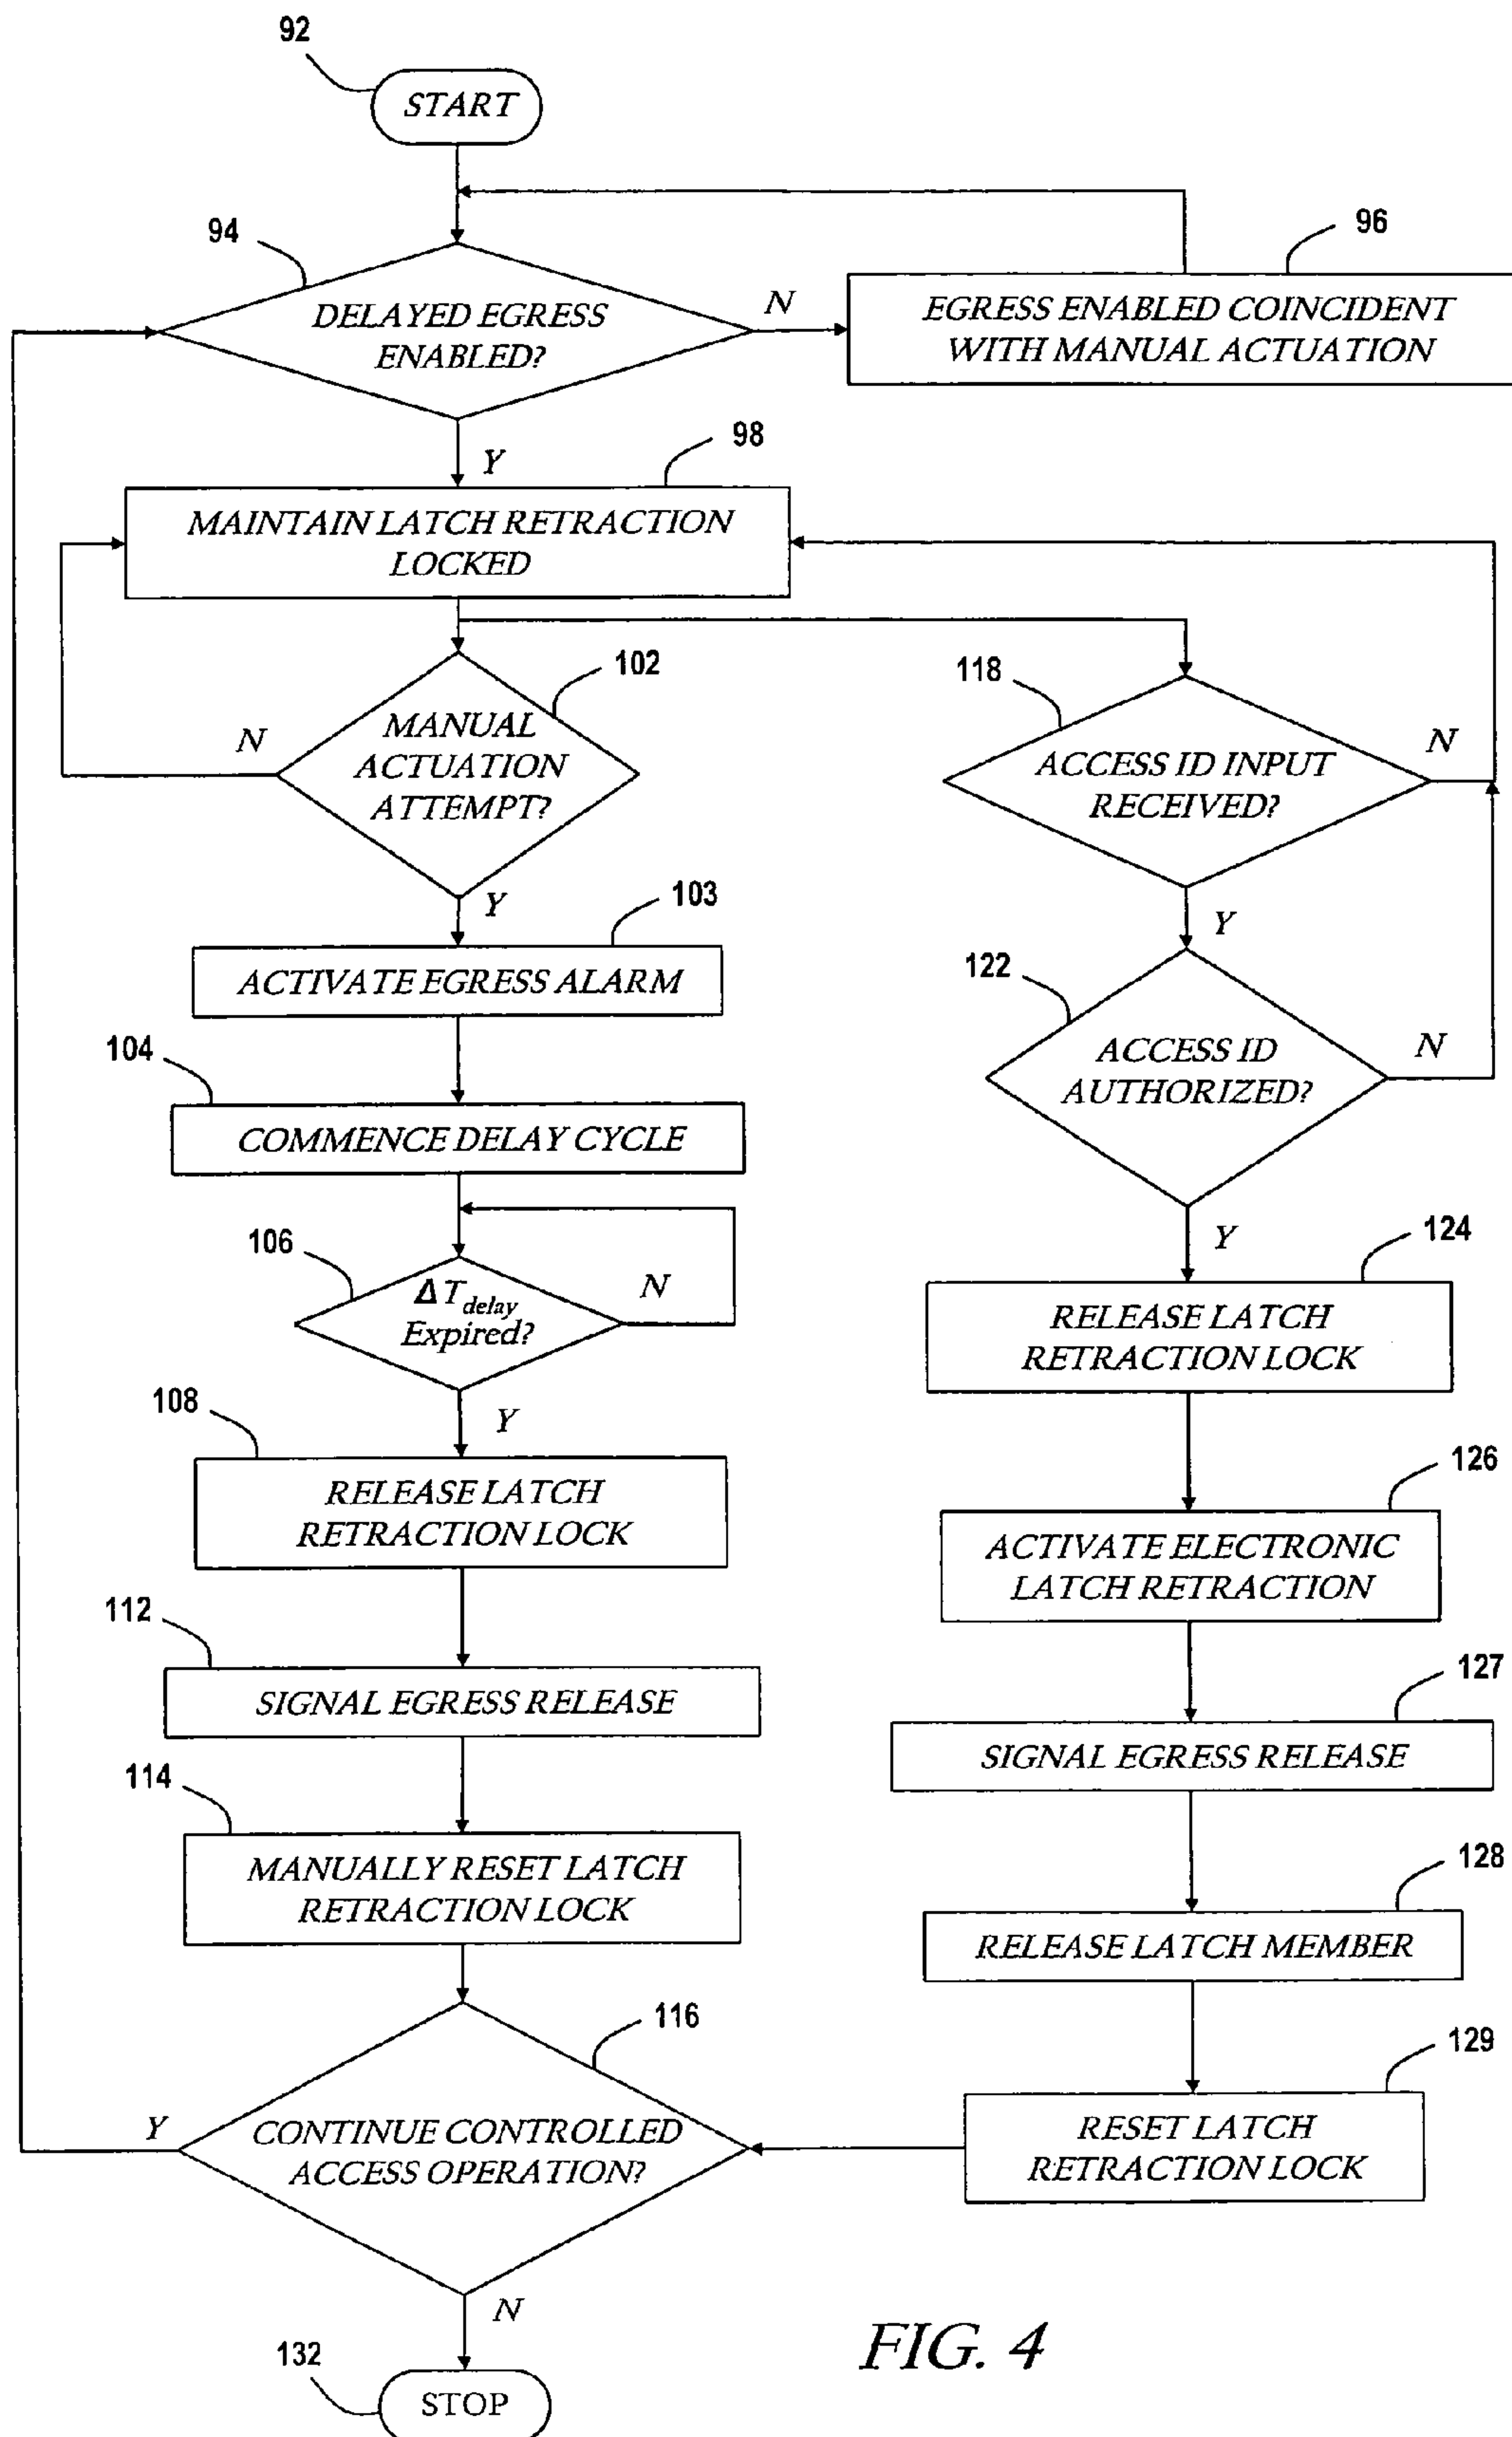 92
START
94
DELAYED EGRESS
ENABLED?
N
96
EGRESS ENABLED COINCIDENT
WITH MANUAL ACTUATION
Y
98
MAINTAIN LATCH RETRACTION
LOCKED
102
MANUAL
ACTUATION
ATTEMPT?
N
Y
118
ACCESS ID INPUT
RECEIVED?
N
Y
103
ACTIVATE EGRESS ALARM
122
ACCESS ID
AUTHORIZED?
N
Y
104
COMMENCE DELAY CYCLE
106
ΔTdelay
Expired?
N
Y
124
RELEASE LATCH
RETRACTION LOCK
108
RELEASE LATCH
RETRACTION LOCK
126
ACTIVATE ELECTRONIC
LATCH RETRACTION
112
SIGNAL EGRESS RELEASE
127
SIGNAL EGRESS RELEASE
114
MANUALLY RESET LATCH
RETRACTION LOCK
128
RELEASE LATCH MEMBER
116
CONTINUE CONTROLLED
ACCESS OPERATION?
Y
N
129
RESET LATCH
RETRACTION LOCK
132
STOP
FIG. 4